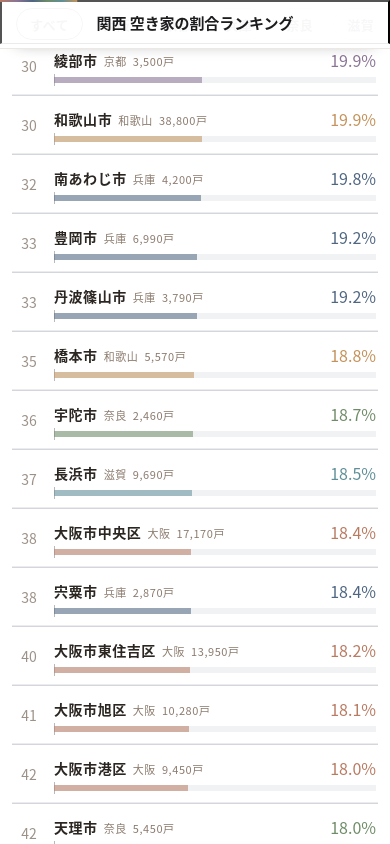 すべて 関西 空き家の割合ランキング 滋賀
30 綾部市 京都 3,500戸 19.9%
30 和歌山市 和歌山 38,800戸 19.9%
32 南あわじ市 兵庫 4,200戸 19.8%
33 豊岡市 兵庫 6,990戸 19.2%
33 丹波篠山市 兵庫 3,790戸 19.2%
35 橋本市 和歌山 5,570戸 18.8%
36 宇陀市 奈良 2,460戸 18.7%
37 長浜市 滋賀 9,690戸 18.5%
38 大阪市中央区 大阪 17,170戸 18.4%
38 宍粟市 兵庫 2,870戸 18.4%
40 大阪市東住吉区 大阪 13,950戸 18.2%
41 大阪市旭区 大阪 10,280戸 18.1%
42 大阪市港区 大阪 9,450戸 18.0%
42 天理市 奈良 5,450戸 18.0%